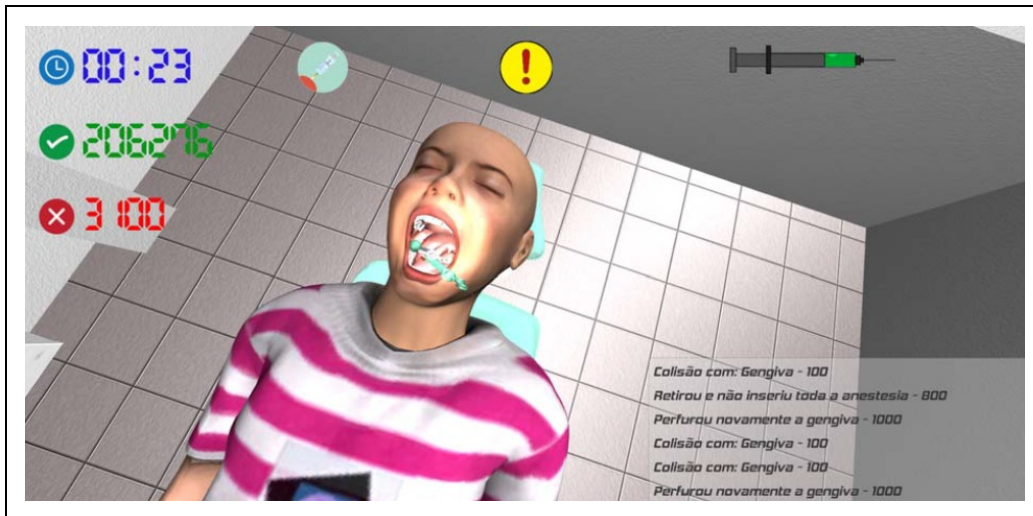 00:23
206276
3100
!
Colisão com: Gengiva - 100
Retirou e não inseriu toda a anestesia - 800
Perfurou novamente a gengiva - 1000
Colisão com: Gengiva - 100
Colisão com: Gengiva - 100
Perfurou novamente a gengiva - 1000